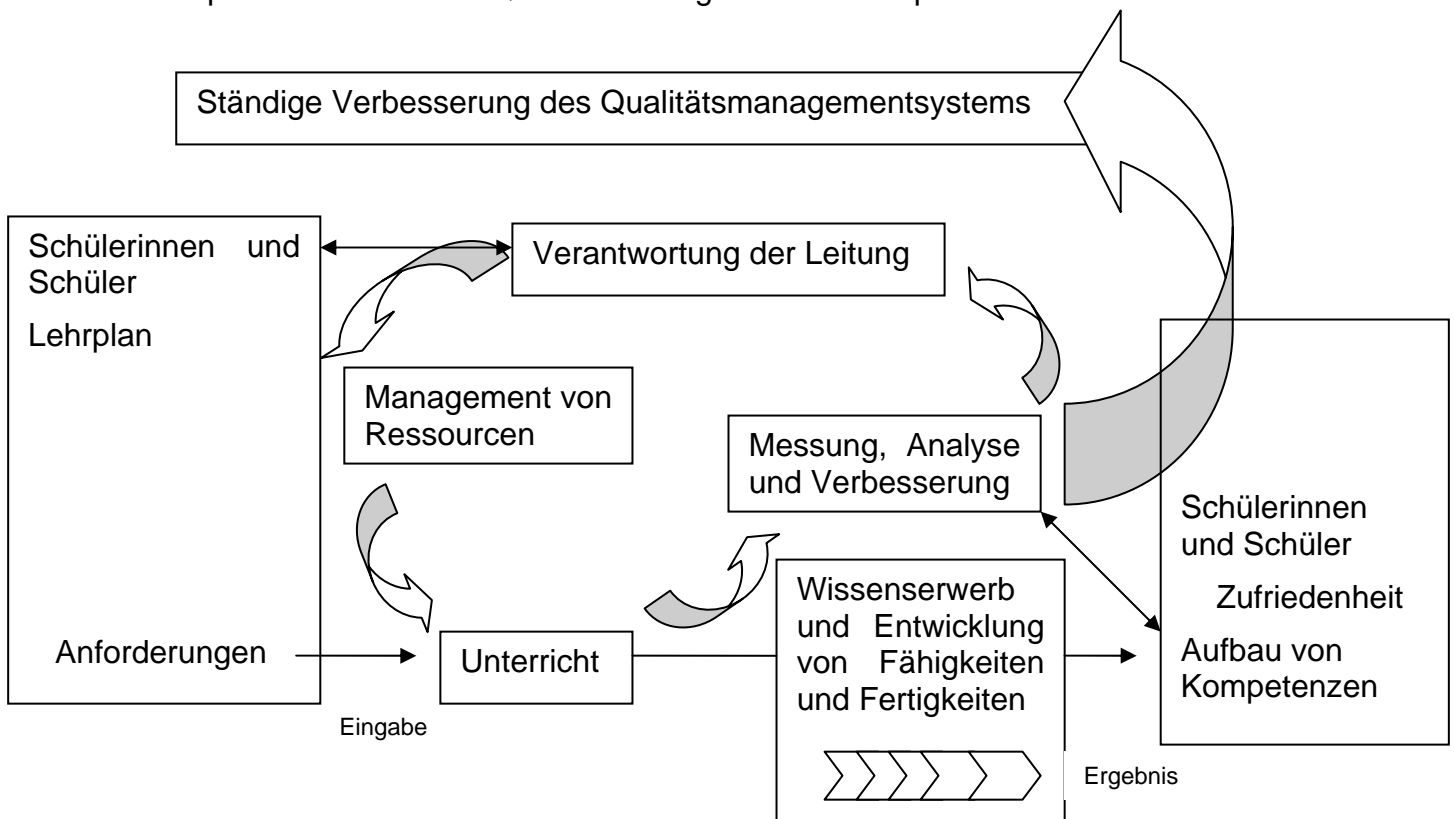 Ständige Verbesserung des Qualitätsmanagementsystems
Schülerinnen und
Schüler
Lehrplan
Verantwortung der Leitung
Management von
Ressourcen
Messung, Analyse
und Verbesserung
Schülerinnen
und Schüler
Zufriedenheit
Aufbau von
Kompetenzen
Wissenserwerb
und Entwicklung
von Fähigkeiten
und Fertigkeiten
Anforderungen
Unterricht
Eingabe
Ergebnis